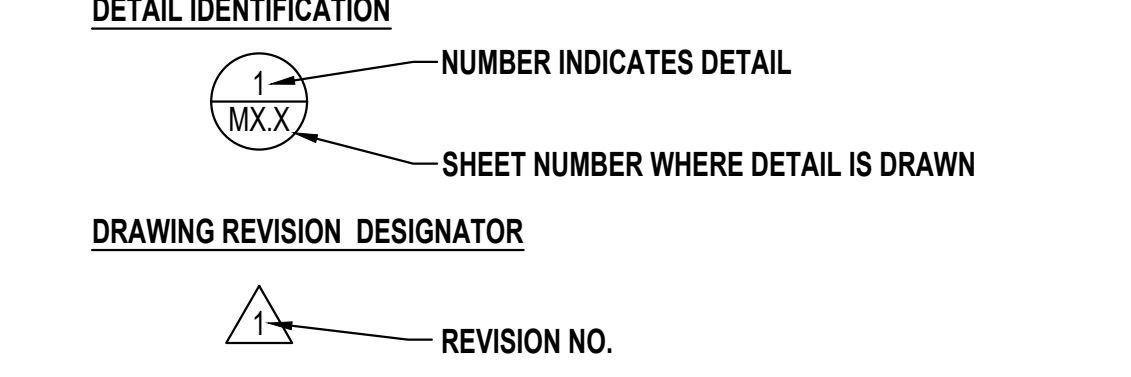 DETAIL IDENTIFICATION
1
NUMBER INDICATES DETAIL
MX.X
SHEET NUMBER WHERE DETAIL IS DRAWN
DRAWING REVISION DESIGNATOR
1
REVISION NO.